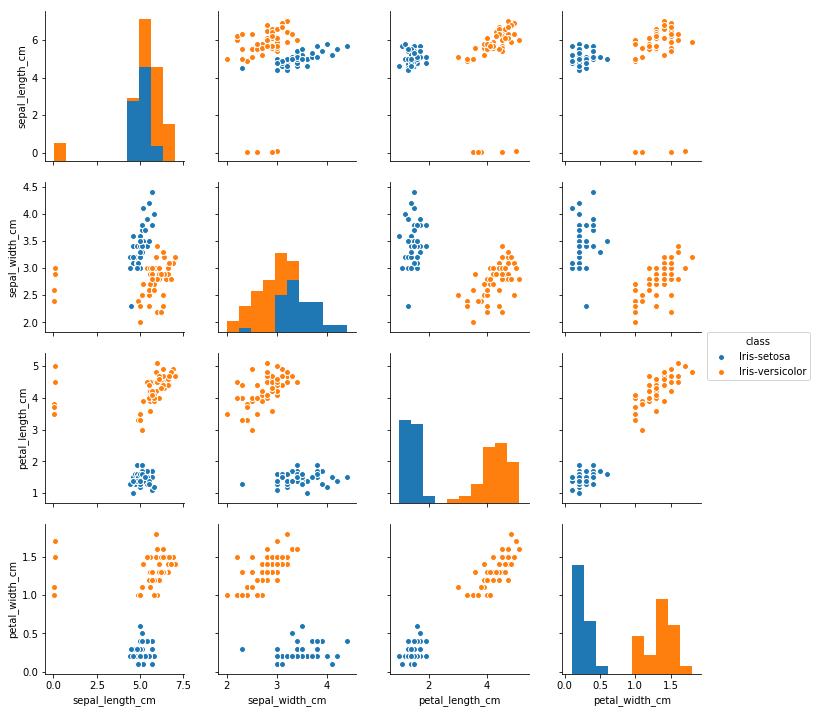 sepal_length_cm
6
4
2
0
sepal_width_cm
4.5
4.0
3.5
3.0
2.5
2.0
class
Iris-setosa
Iris-versicolor
petal_length_cm
5
4
3
2
1
petal_width_cm
1.5
1.0
0.5
0.0
0.0 2.5 5.0 7.5
sepal_length_cm
2 3 4
sepal_width_cm
2 4
petal_length_cm
0.0 0.5 1.0 1.5
petal_width_cm